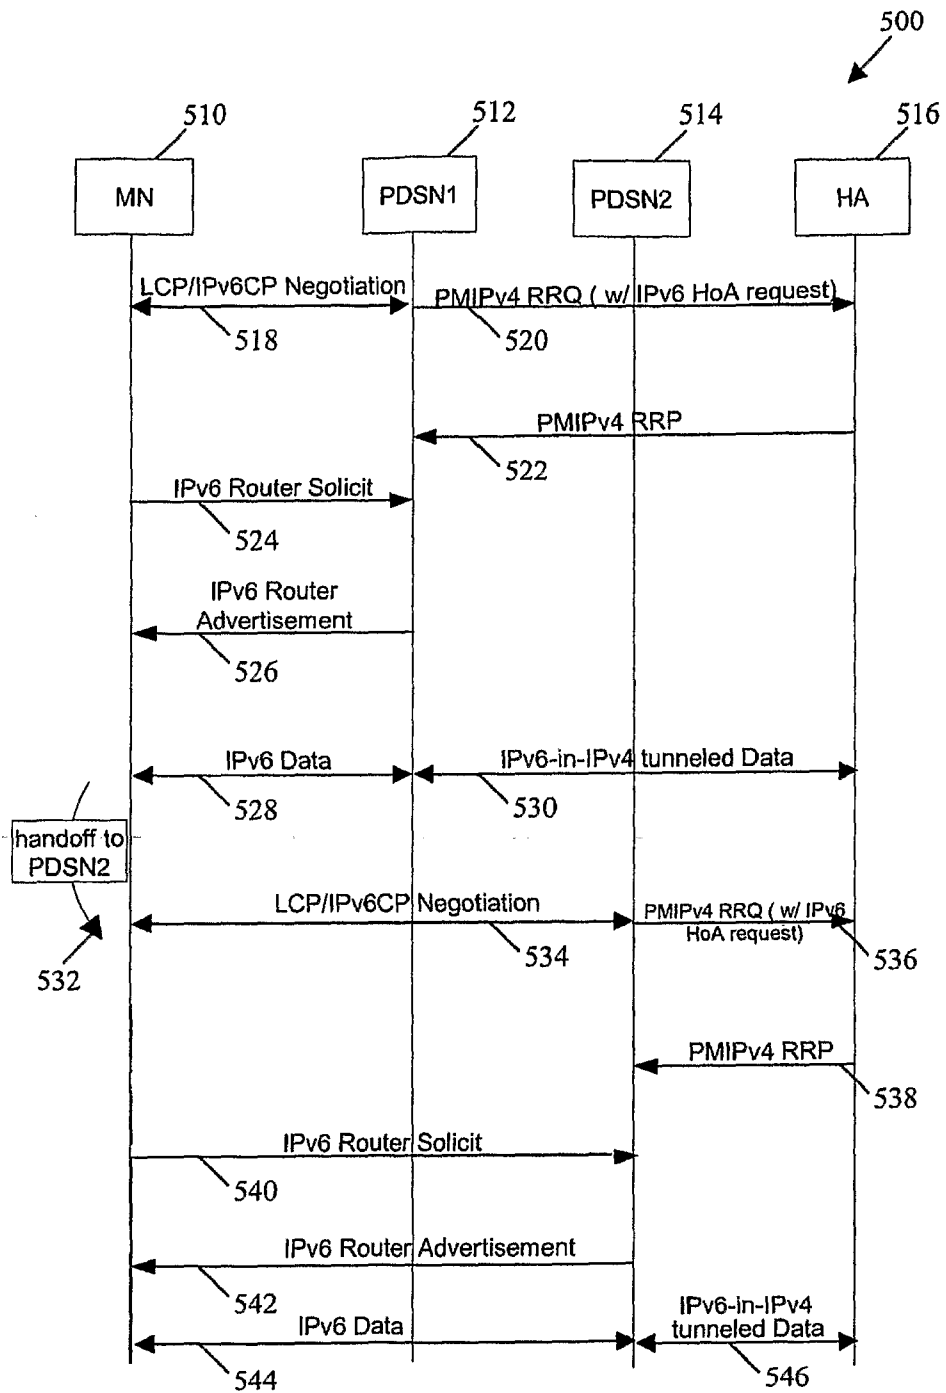 500
510
512
514
516
MN
PDSN1
PDSN2
HA
LCP/IPv6CP Negotiation
PMIPv4 RRQ ( w/ IPv6 HoA request)
518
520
PMIPv4 RRP
522
IPv6 Router Solicit
524
IPv6 Router
Advertisement
526
IPv6 Data
IPv6-in-IPv4 tunneled Data
528
530
handoff to
PDSN2
532
LCP/IPv6CP Negotiation
PMIPv4 RRQ ( w/ IPv6
HoA request)
534
536
PMIPv4 RRP
538
IPv6 Router Solicit
540
IPv6 Router Advertisement
542
IPv6 Data
IPv6-in-IPv4
tunneled Data
544
546